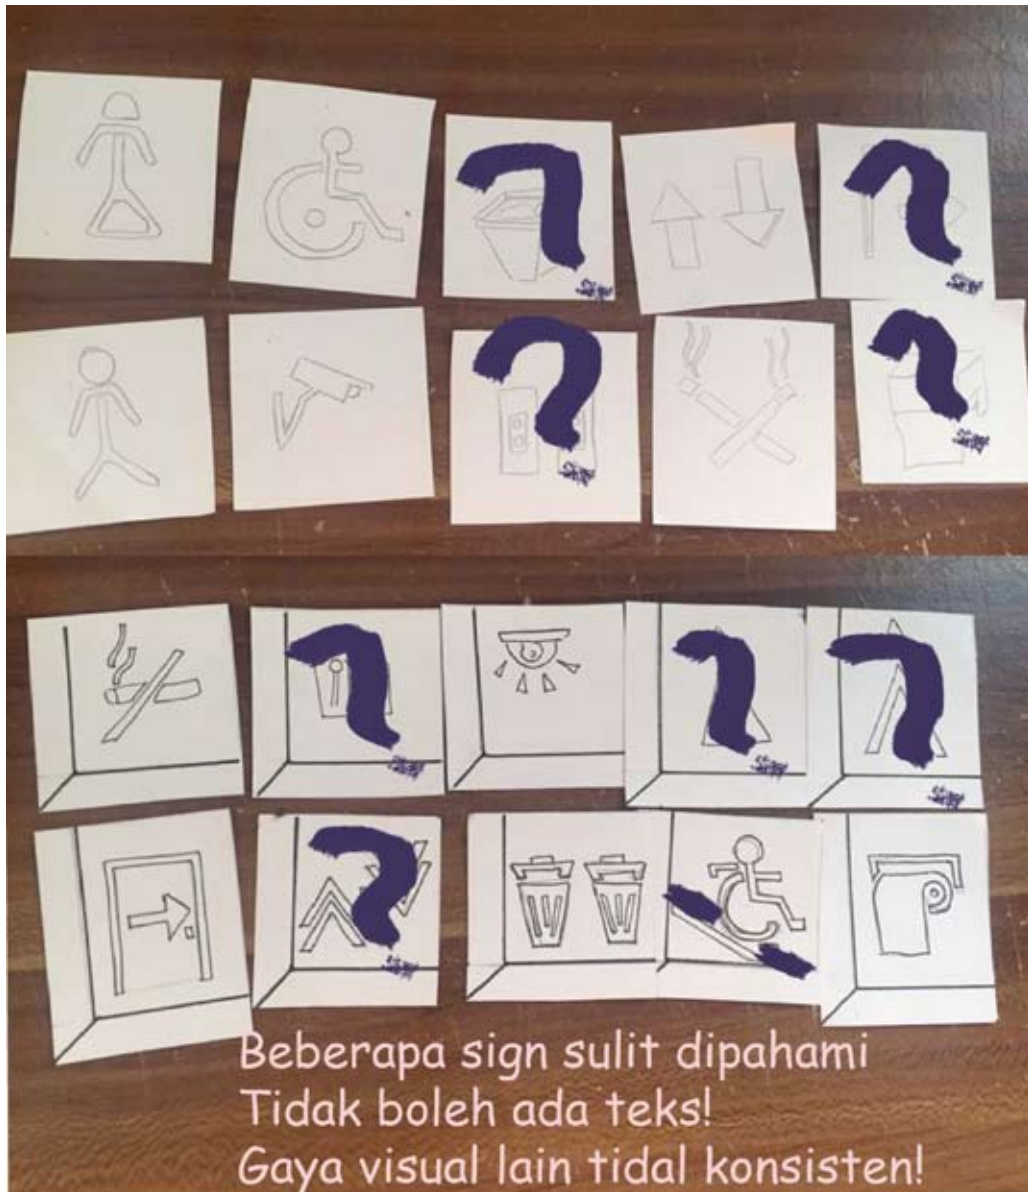 Beberapa sign sulit dipahami
Tidak boleh ada teks!
Gaya visual lain tidal konsisten!